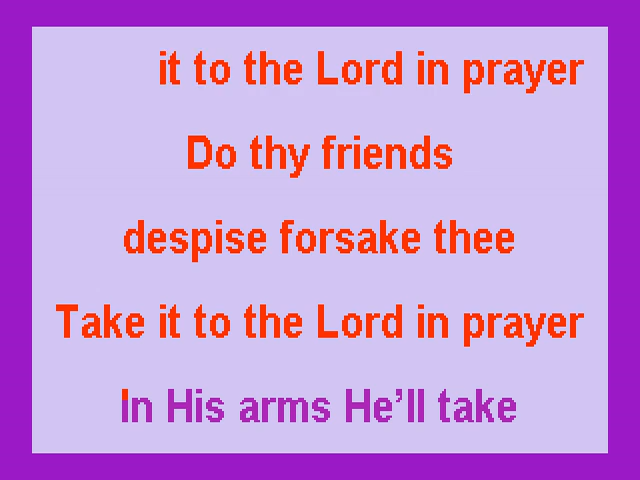 it to the Lord in prayer
Do thy friends
despise forsake thee
Take it to the Lord in prayer
In His arms He’ll take